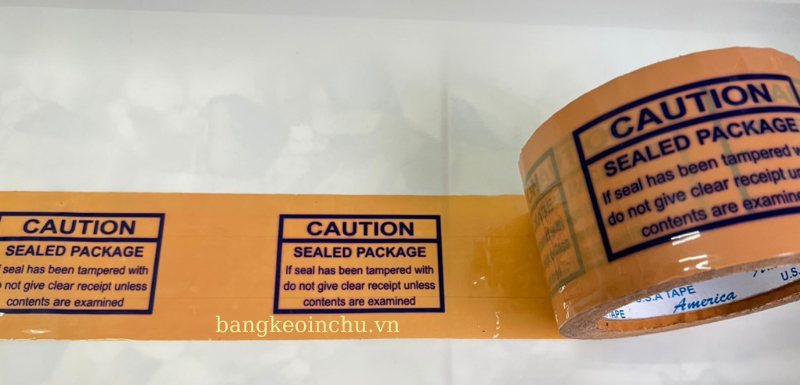 CAUTION
SEALED PACKAGE
f seal has been tampered with
o not give clear receipt unless
contents are examined
CAUTION
SEALED PACKAGE
If seal has been tampered with
do not give clear receipt unless
contents are examined
CAUTION
SEALED PACKAGE
If seal has been tampered w
do not give clear receipt un
contents are examine
U.S.A TAPE
America
TAPE
U.S.
bangkeoinchu.vn